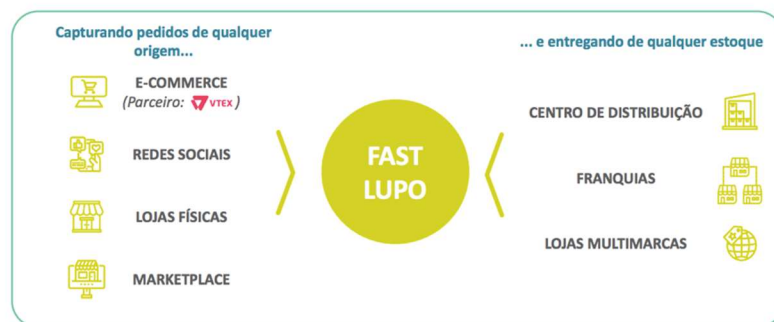 Capturando pedidos de qualquer
origem...
E-COMMERCE
(Parceiro: VTEX)
REDES SOCIAIS
LOJAS FÍSICAS
MARKETPLACE
FAST
LUPO
... e entregando de qualquer estoque
CENTRO DE DISTRIBUIÇÃO
FRANQUIAS
LOJAS MULTIMARCAS